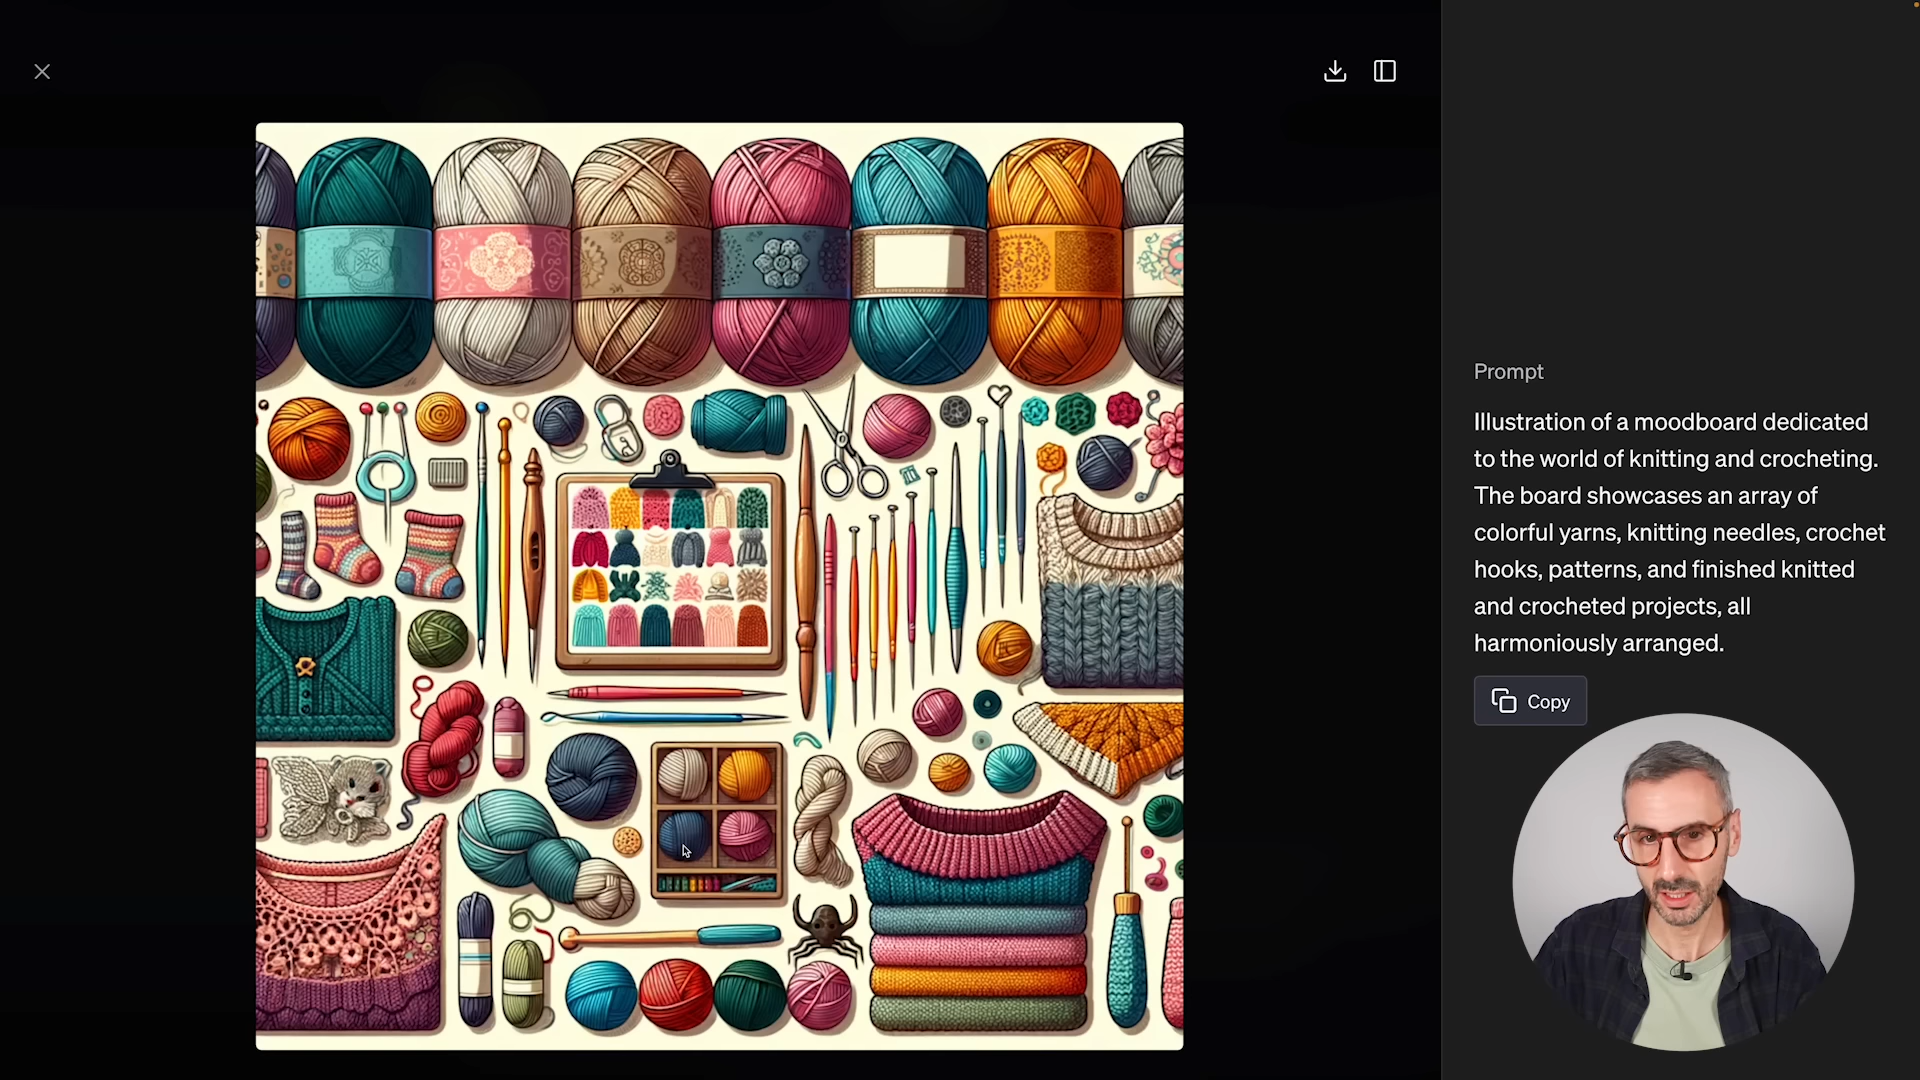 Prompt
Illustration of a moodboard dedicated
to the world of knitting and crocheting.
The board showcases an array of
colorful yarns, knitting needles, crochet
hooks, patterns, and finished knitted
and crocheted projects, all
harmoniously arranged.
Copy